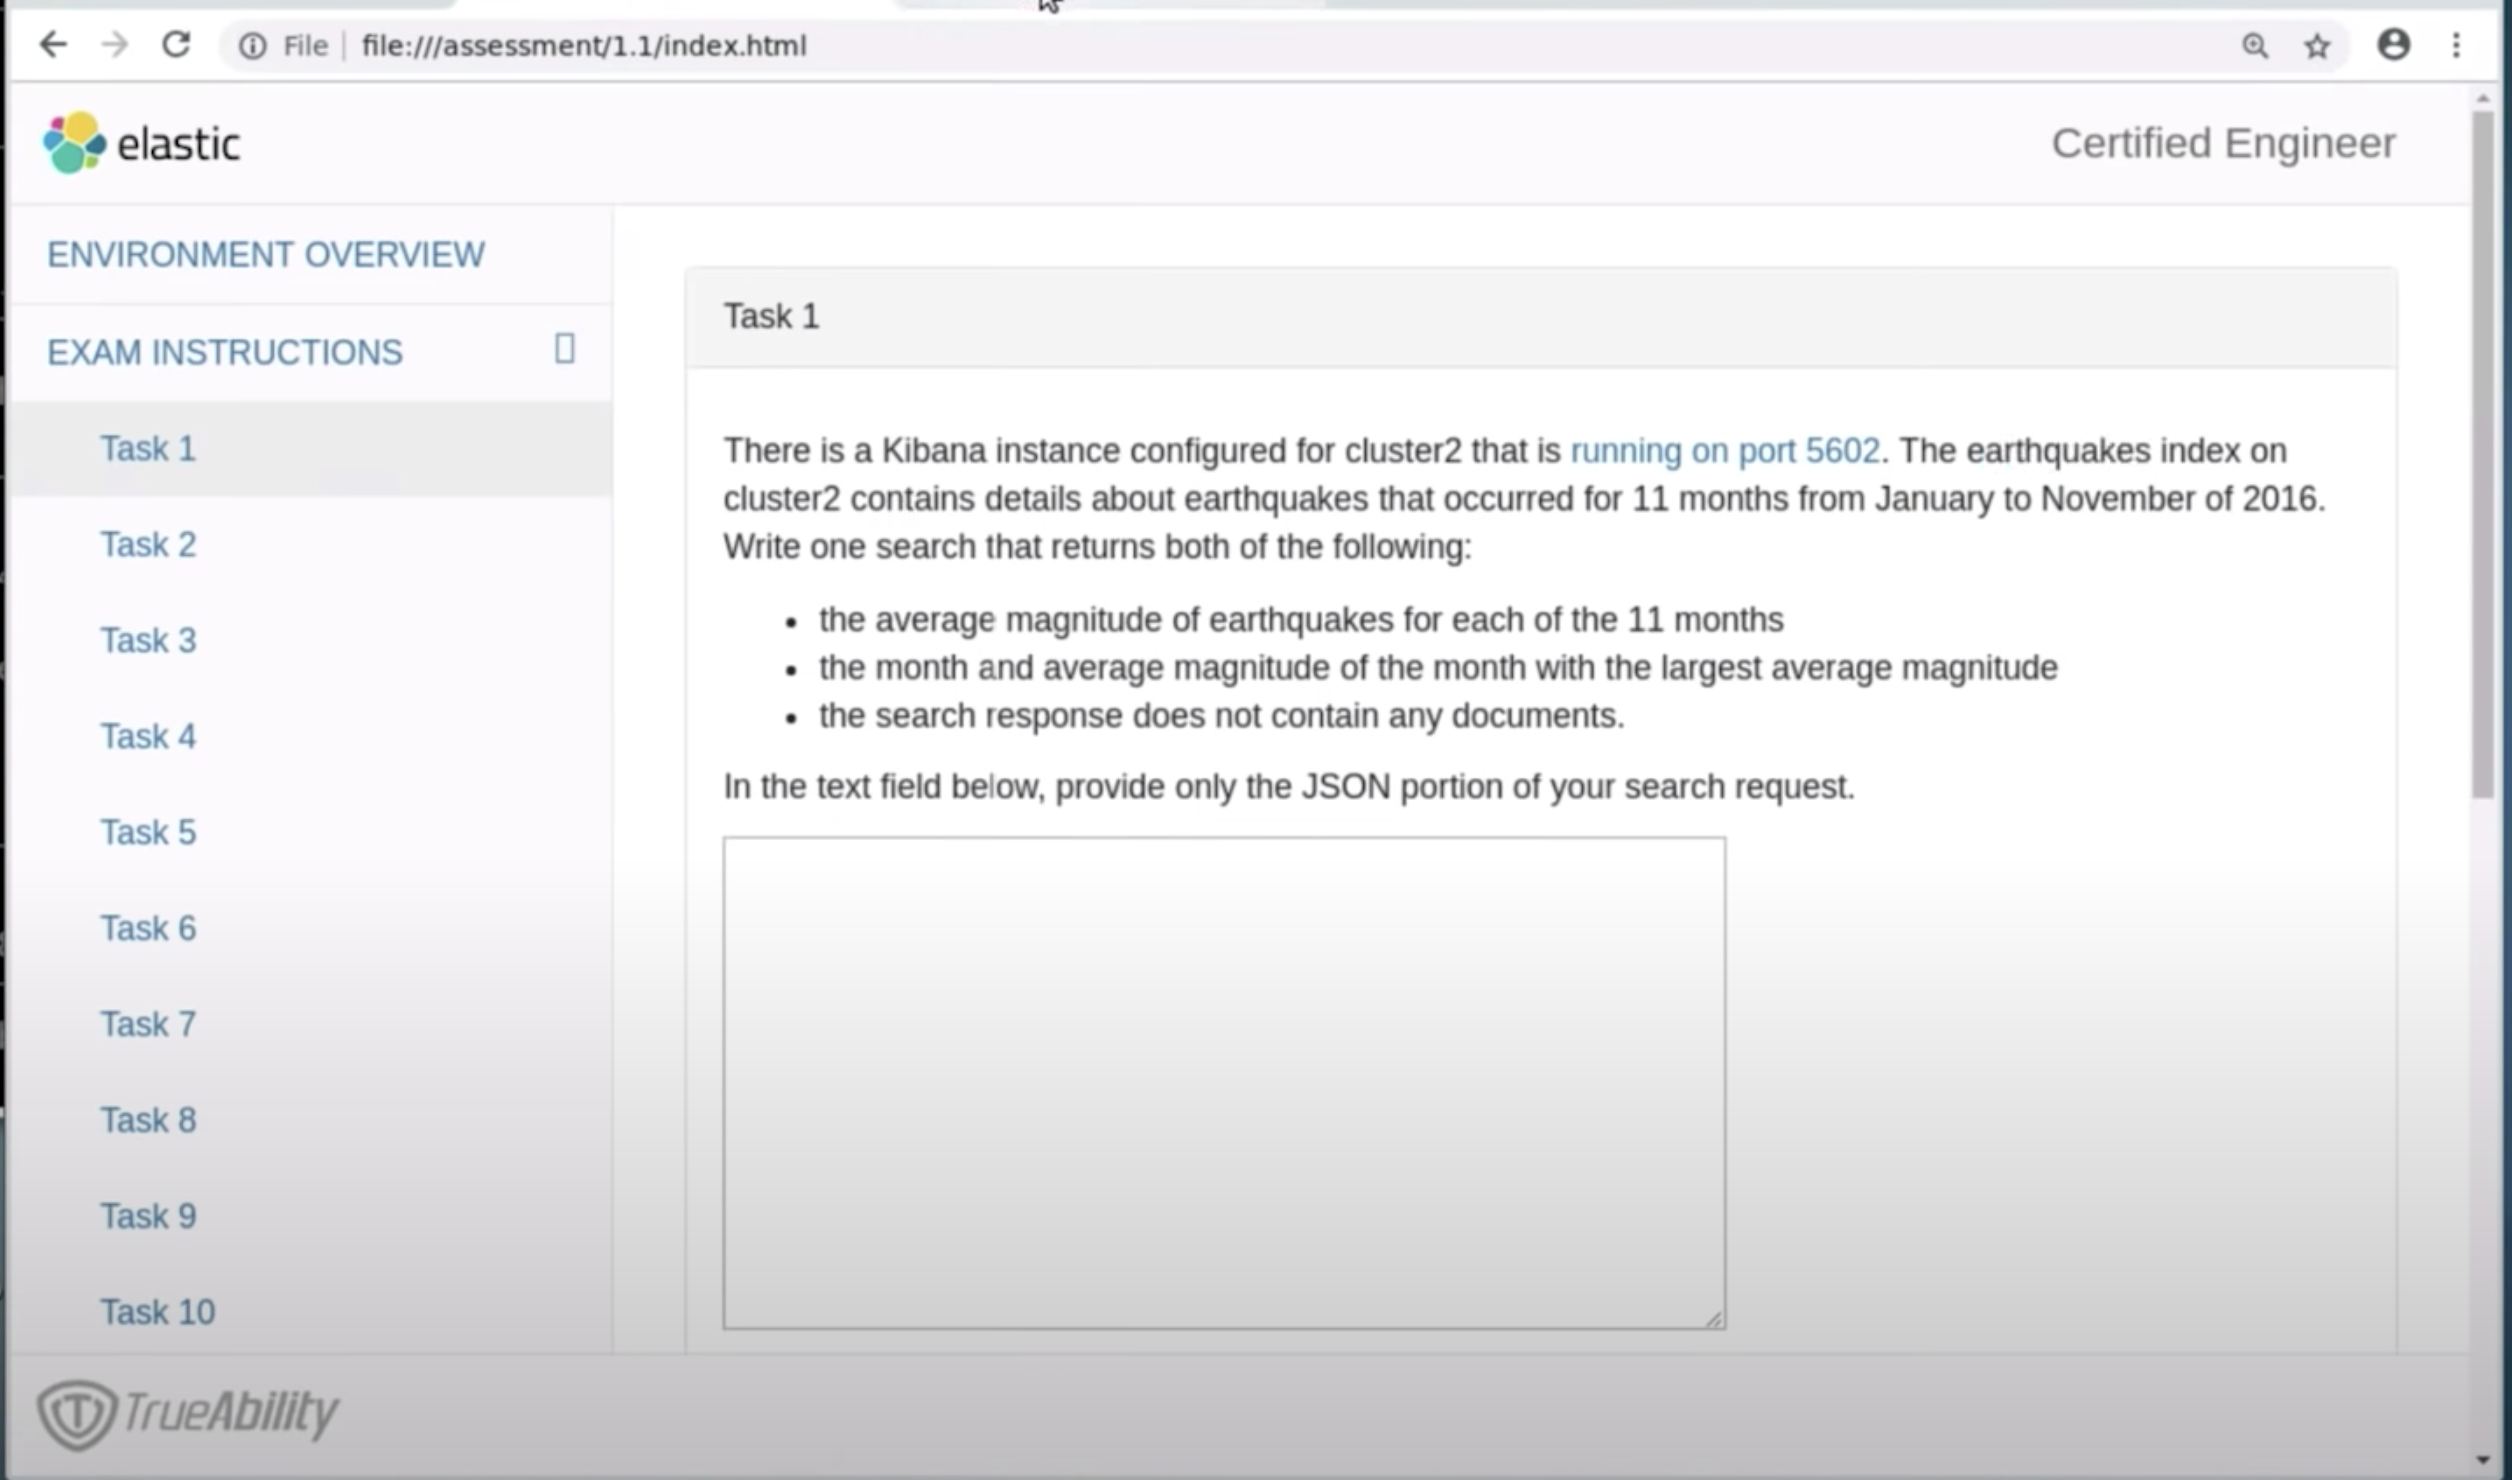 File | file:///assessment/1.1/index.html
elastic
Certified Engineer
ENVIRONMENT OVERVIEW
EXAM INSTRUCTIONS
Task 1
Task 2
Task 3
Task 4
Task 5
Task 6
Task 7
Task 8
Task 9
Task 10
Task 1
There is a Kibana instance configured for cluster2 that is running on port 5602. The earthquakes index on
cluster2 contains details about earthquakes that occurred for 11 months from January to November of 2016.
Write one search that returns both of the following:
• the average magnitude of earthquakes for each of the 11 months
• the month and average magnitude of the month with the largest average magnitude
• the search response does not contain any documents.
In the text field below, provide only the JSON portion of your search request.
TrueAbility